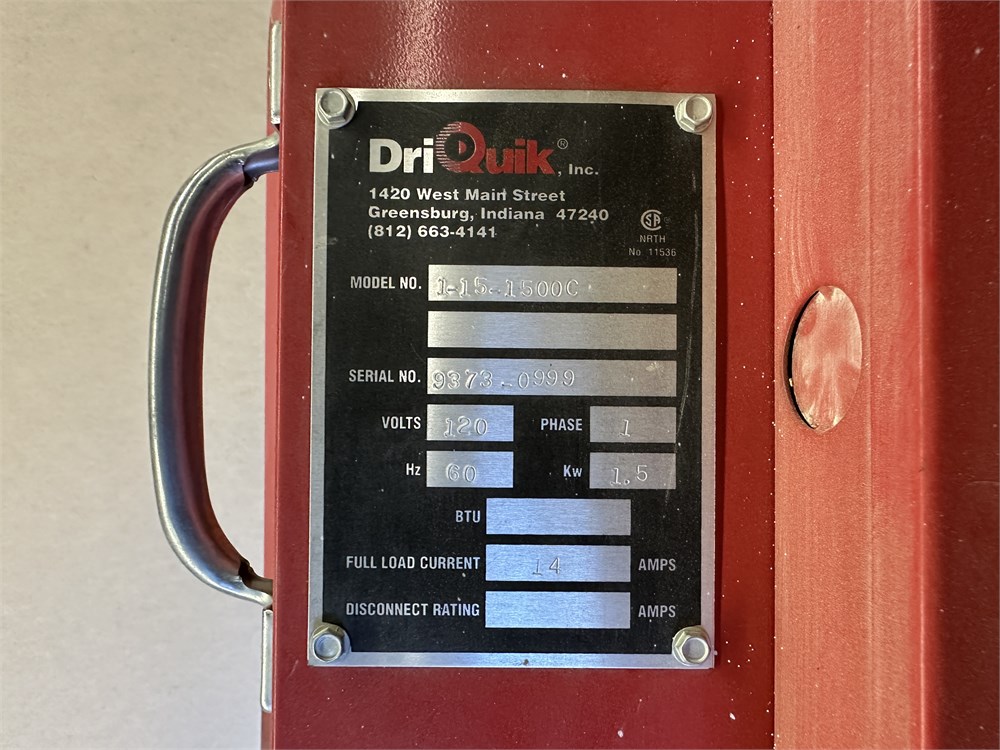 DriQuik®, Inc.
1420 West Main Street
Greensburg, Indiana 47240
(812) 663-4141
SA
NRTH
No 11536
MODEL NO. 1-15-1500C
SERIAL NO. 9373-0999
VOLTS 120 PHASE 1
Hz 60 Kw 1.5
BTU
FULL LOAD CURRENT 14 AMPS
DISCONNECT RATING AMPS